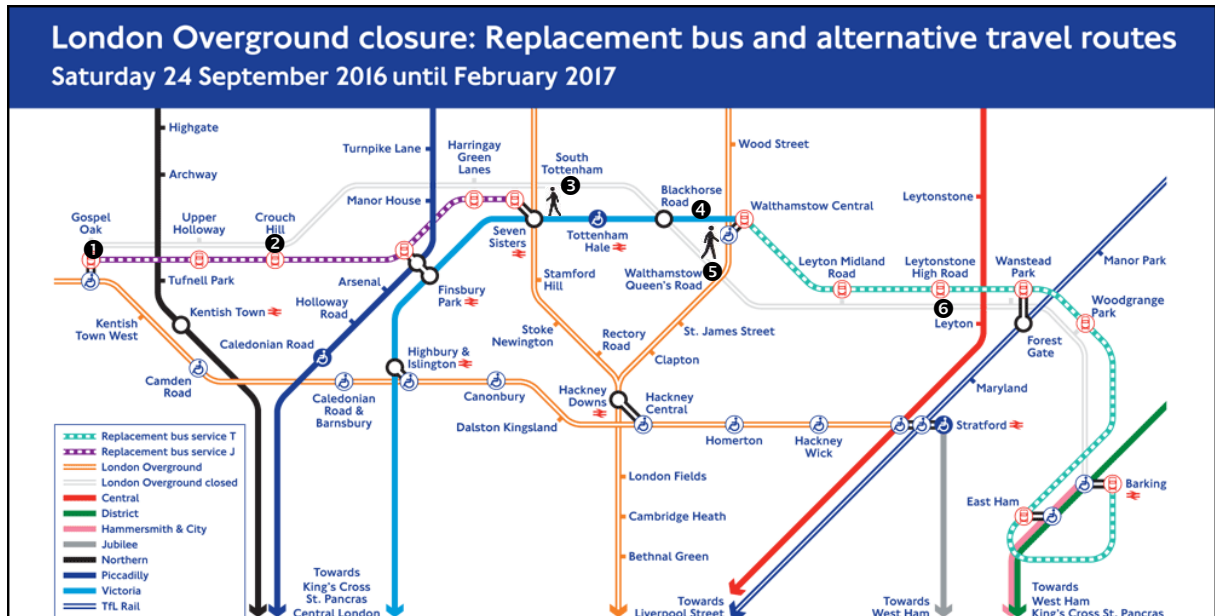 London Overground closure: Replacement bus and alternative travel routes
Saturday 24 September 2016 until February 2017
Highgate
Archway
Turnpike Lane
Manor House
Harringay
Green
Lanes
South
Tottenham
3
Wood Street
Blackhorse
Road
4
Walthamstow Central
Leytonstone
Gospel
Oak
1
Upper
Holloway
Crouch
Hill
2
Seven
Sisters
Tottenham
Hale
5
Walthamstow
Queen's Road
Leyton Midland
Road
Leytonstone
High Road
6
Wanstead
Park
Manor Park
Woodgrange
Park
Tufnell Park
Kentish Town
Kentish
Town West
Arsenal
Holloway
Road
Caledonian Road
Finsbury
Park
Stamford
Hill
Stoke
Newington
Rectory
Road
St. James Street
Clapton
Leyton
Forest
Gate
Maryland
Camden
Road
Caledonian
Road &
Barnsbury
Highbury &
Islington
Canonbury
Dalston Kingsland
Hackney
Downs
Hackney
Central
Homerton
Hackney
Wick
Stratford
London Fields
Cambridge Heath
Bethnal Green
East Ham
Barking
Replacement bus service T
Replacement bus service J
London Overground
London Overground closed
Central
District
Hammersmith & City
Jubilee
Northern
Piccadilly
Victoria
TfL Rail
Towards
King's Cross
St. Pancras
Central London
Towards
Liverpool Street
Towards
West Ham
Towards
West Ham
King's Cross St. Pancras